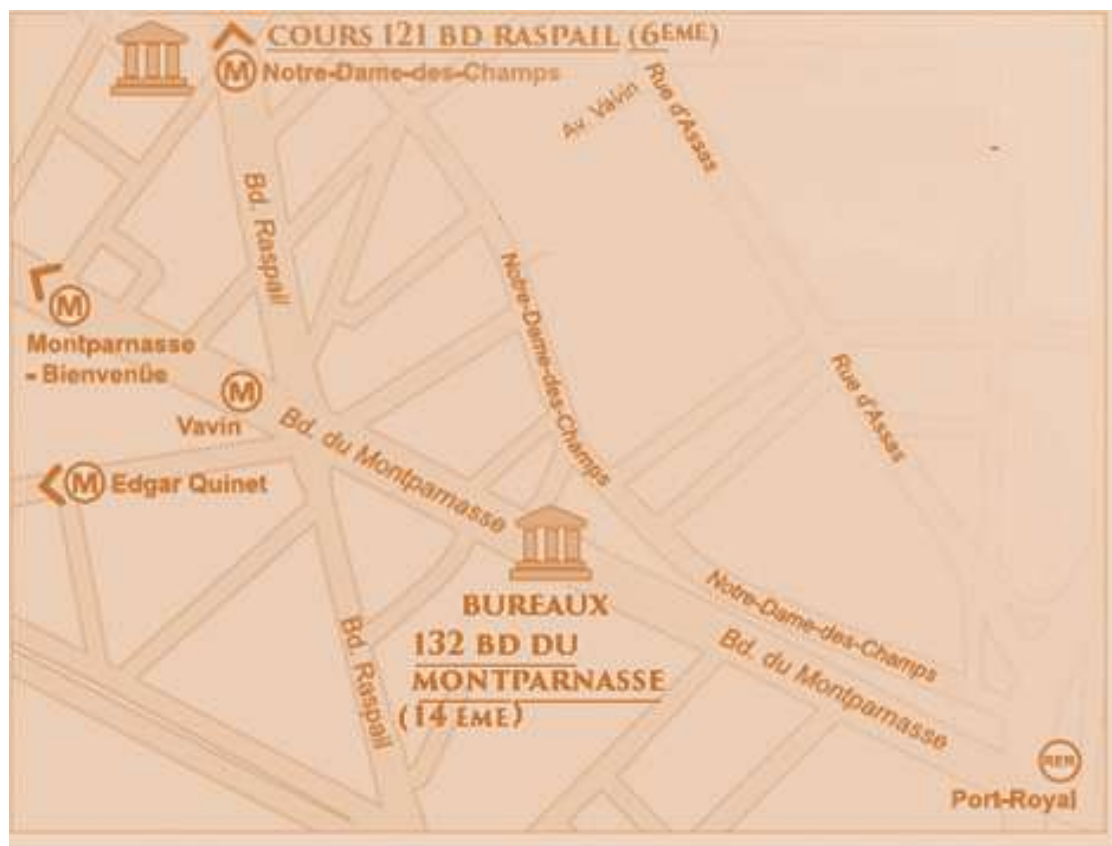 COURS 121 BD RASPAIL (6EME)
M Notre-Dame-des-Champs
Av. Vavin
Rue d'Assas
Bd. Raspail
Notre-Dame-des-Champs
M
Montparnasse
- Bienvenüe
Rue d'Assas
M
Vavin
Bd. du Montparnasse
M Edgar Quinet
BUREAUX
132 BD DU
MONTPARNASSE
(14 EME)
Bd. Raspail
Notre-Dame-des-Champs
Bd. du Montparnasse
RER
Port-Royal